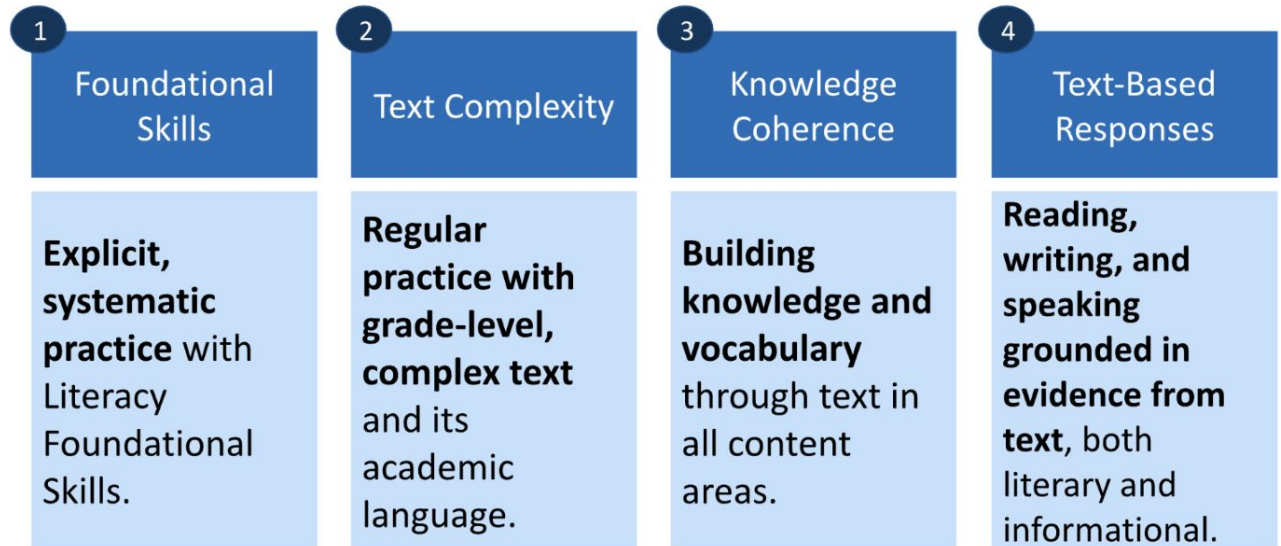 1
Foundational
Skills
Explicit,
systematic
practice with
Literacy
Foundational
Skills.
2
Text Complexity
Regular
practice with
grade-level,
complex text
and its
academic
language.
3
Knowledge
Coherence
Building
knowledge and
vocabulary
through text in
all content
areas.
4
Text-Based
Responses
Reading,
writing, and
speaking
grounded in
evidence from
text, both
literary and
informational.